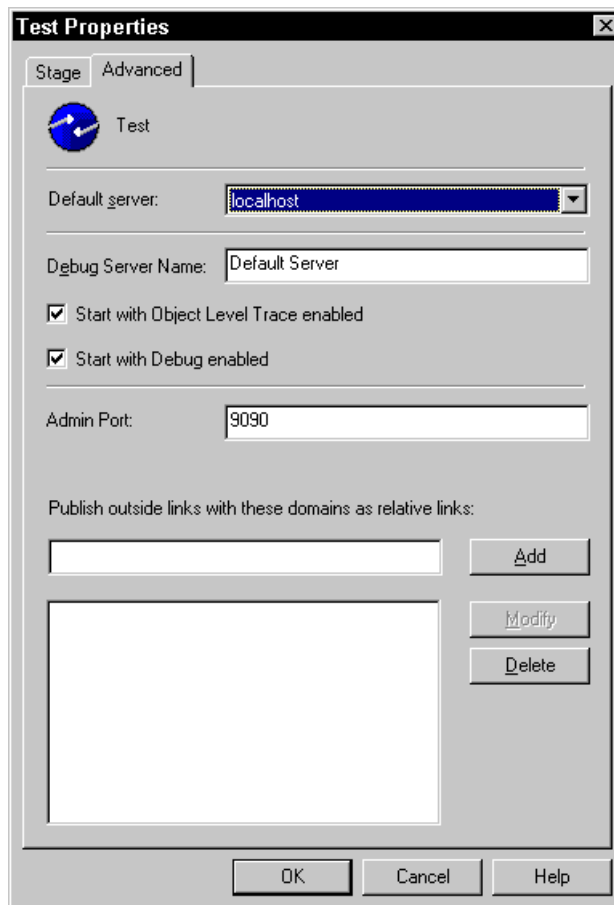 Test Properties
Stage
Advanced
Test
Default server:
localhost
Debug Server Name:
Default Server
Start with Object Level Trace enabled
Start with Debug enabled
Admin Port:
9090
Publish outside links with these domains as relative links:
Add
Modify
Delete
OK
Cancel
Help